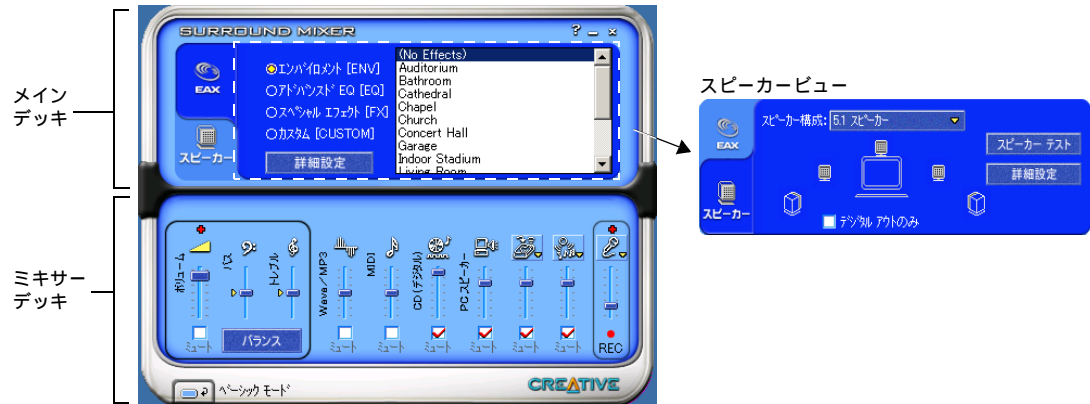 SURROUND MIXER
? _ ×
メイン
デッキ
EAX
スピーカー
エンバイロメント [ENV]
アドバンスド EQ [EQ]
スペシャル エフェクト [FX]
カスタム [CUSTOM]
詳細設定
(No Effects)
Auditorium
Bathroom
Cathedral
Chapel
Church
Concert Hall
Garage
Indoor Stadium
Living Room
スピーカービュー
EAX
スピーカー
スピーカー構成: 5.1 スピーカー
スピーカー テスト
詳細設定
デジタル アウトのみ
ミキサー
デッキ
ボリューム
バス
トレブル
Wave/MP3
MIDI
CD (デジタル)
PC スピーカー
ミュート
バランス
ミュート
ミュート
ミュート
ミュート
ミュート
ミュート
REC
ベーシック モード
CREATIVE